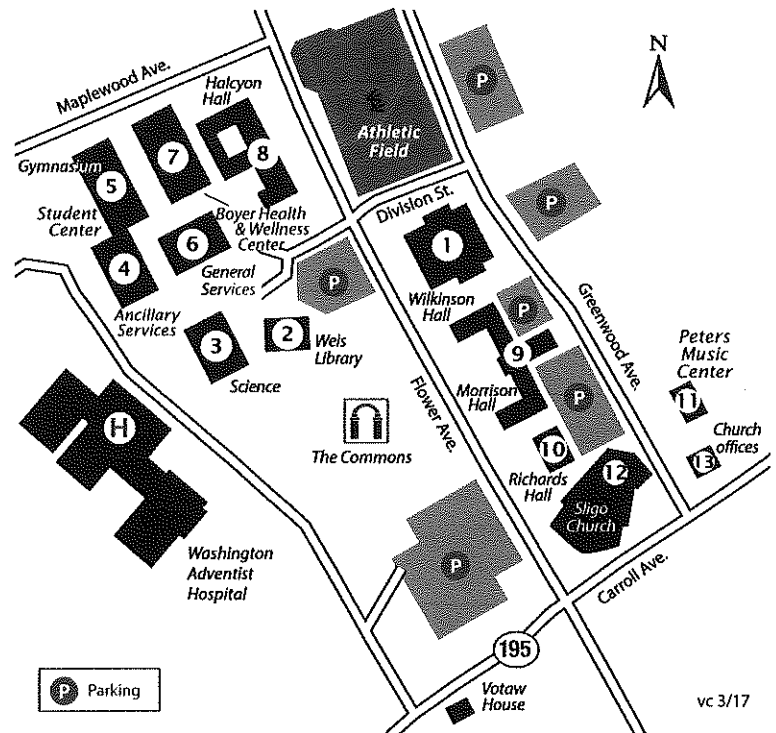 Maplewood Ave.
Halcyon
Hall
P
N
Athletic
Field
Gymnasium
7
8
5
Student
Center
Division St.
P
Boyer Health
& Wellness
Center
6
1
4
General
Services
P
Wilkinson
Hall
P
Greenwood Ave.
Ancillary
Services
3
2
Weis
Library
Science
9
Peters
Music
Center
Flower Ave.
Morrison
Hall
P
11
H
The Commons
10
Richards
Hall
12
Church
offices
13
Sligo
Church
Washington
Adventist
Hospital
P
Carroll Ave.
195
P Parking
Votaw
House
vc 3/17